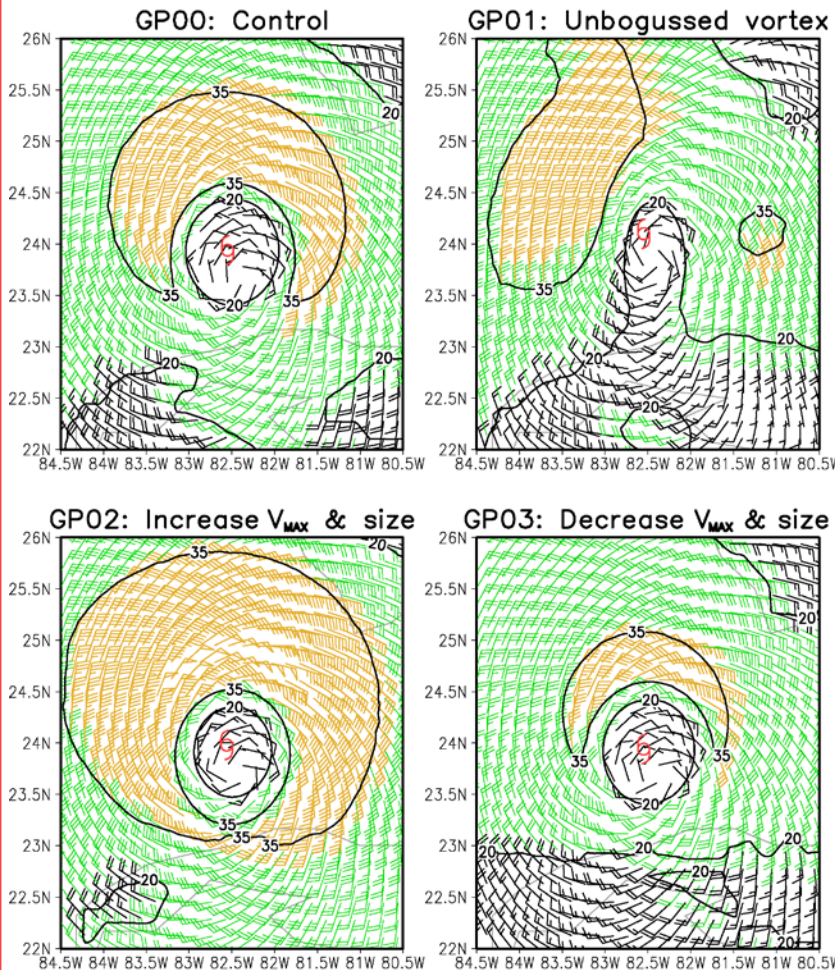 GP00: Control
26N
25.5N
25N
24.5N
24N
23.5N
23N
22.5N
22N
84.5W 84W 83.5W 83W 82.5W 82W 81.5W 81W 80.5W
35
20
35
20
35
20
35
20
20
GP01: Unbogussed vortex
26N
25.5N
25N
24.5N
24N
23.5N
23N
22.5N
22N
84.5W 84W 83.5W 83W 82.5W 82W 81.5W 81W 80.5W
20
20
35
35
20
20
20
GP02: Increase VMAX & size
26N
25.5N
25N
24.5N
24N
23.5N
23N
22.5N
22N
84.5W 84W 83.5W 83W 82.5W 82W 81.5W 81W 80.5W
35
20
35
20
35
35
35
20
GP03: Decrease VMAX & size
26N
25.5N
25N
24.5N
24N
23.5N
23N
22.5N
22N
84.5W 84W 83.5W 83W 82.5W 82W 81.5W 81W 80.5W
20
35
20
35
35
20
20
20
20
20
20